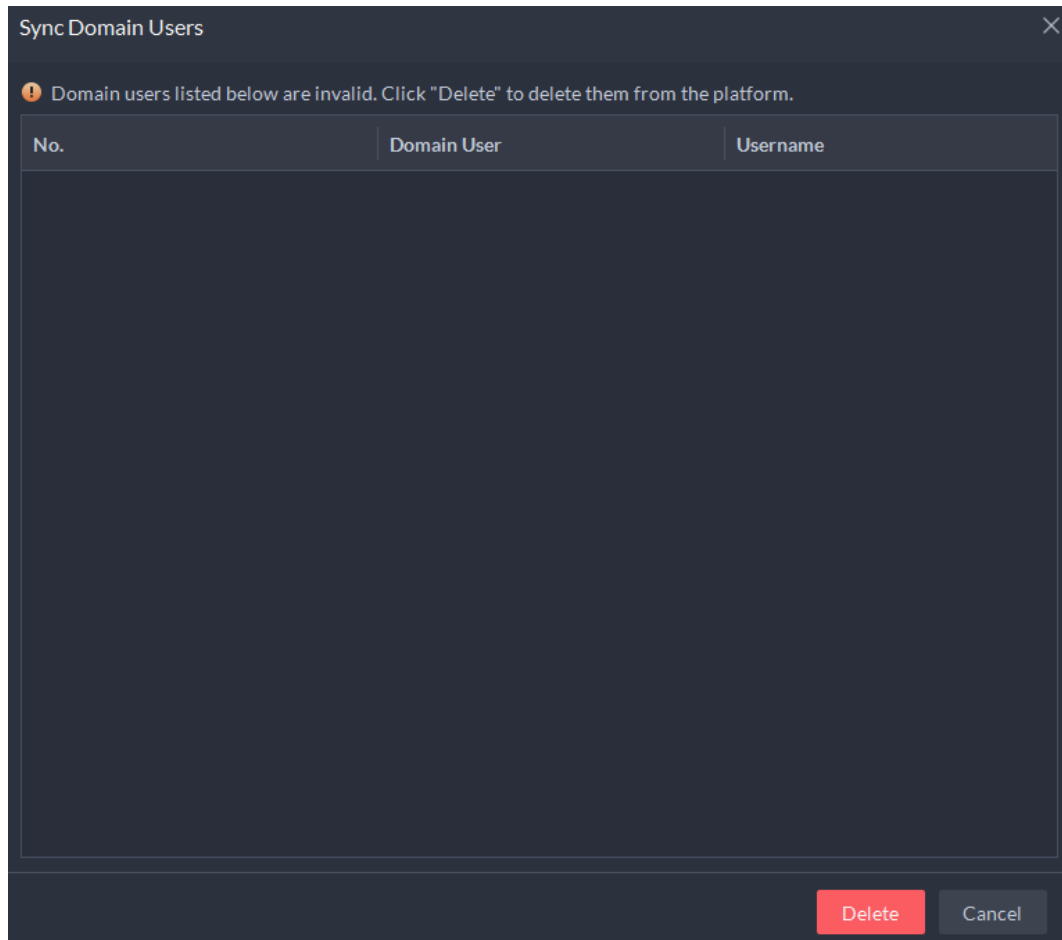 Sync Domain Users
Domain users listed below are invalid. Click "Delete" to delete them from the platform.
No. Domain User Username
Delete Cancel